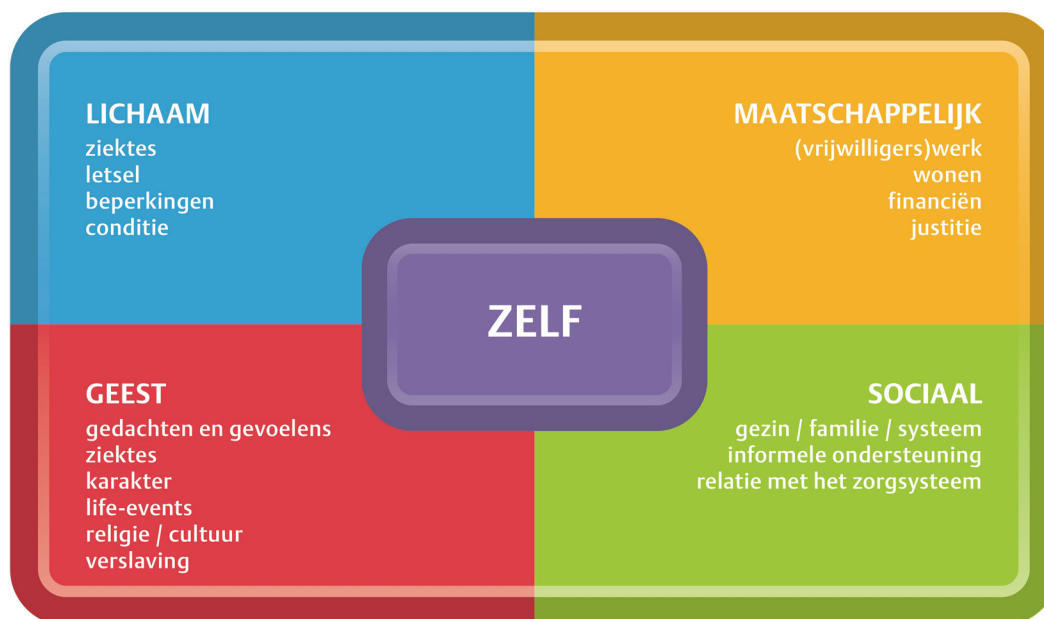 LICHAAM
ziektes
letsel
beperkingen
conditie
MAATSCHAPPELIJK
(vrijwilligers)werk
wonen
financiën
justitie
ZELF
GEEST
gedachten en gevoelens
ziektes
karakter
life-events
religie / cultuur
verslaving
SOCIAAL
gezin / familie / systeem
informele ondersteuning
relatie met het zorgsysteem